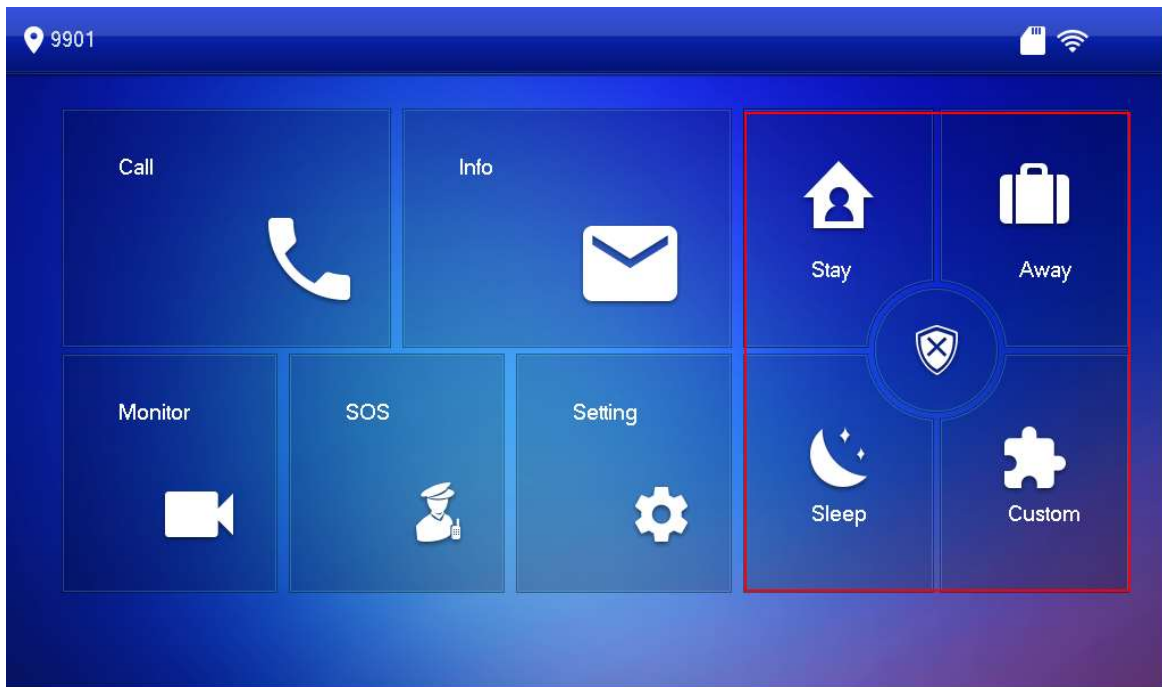 9901
Call
Info
Stay
Away
Monitor
SOS
Setting
Sleep
Custom